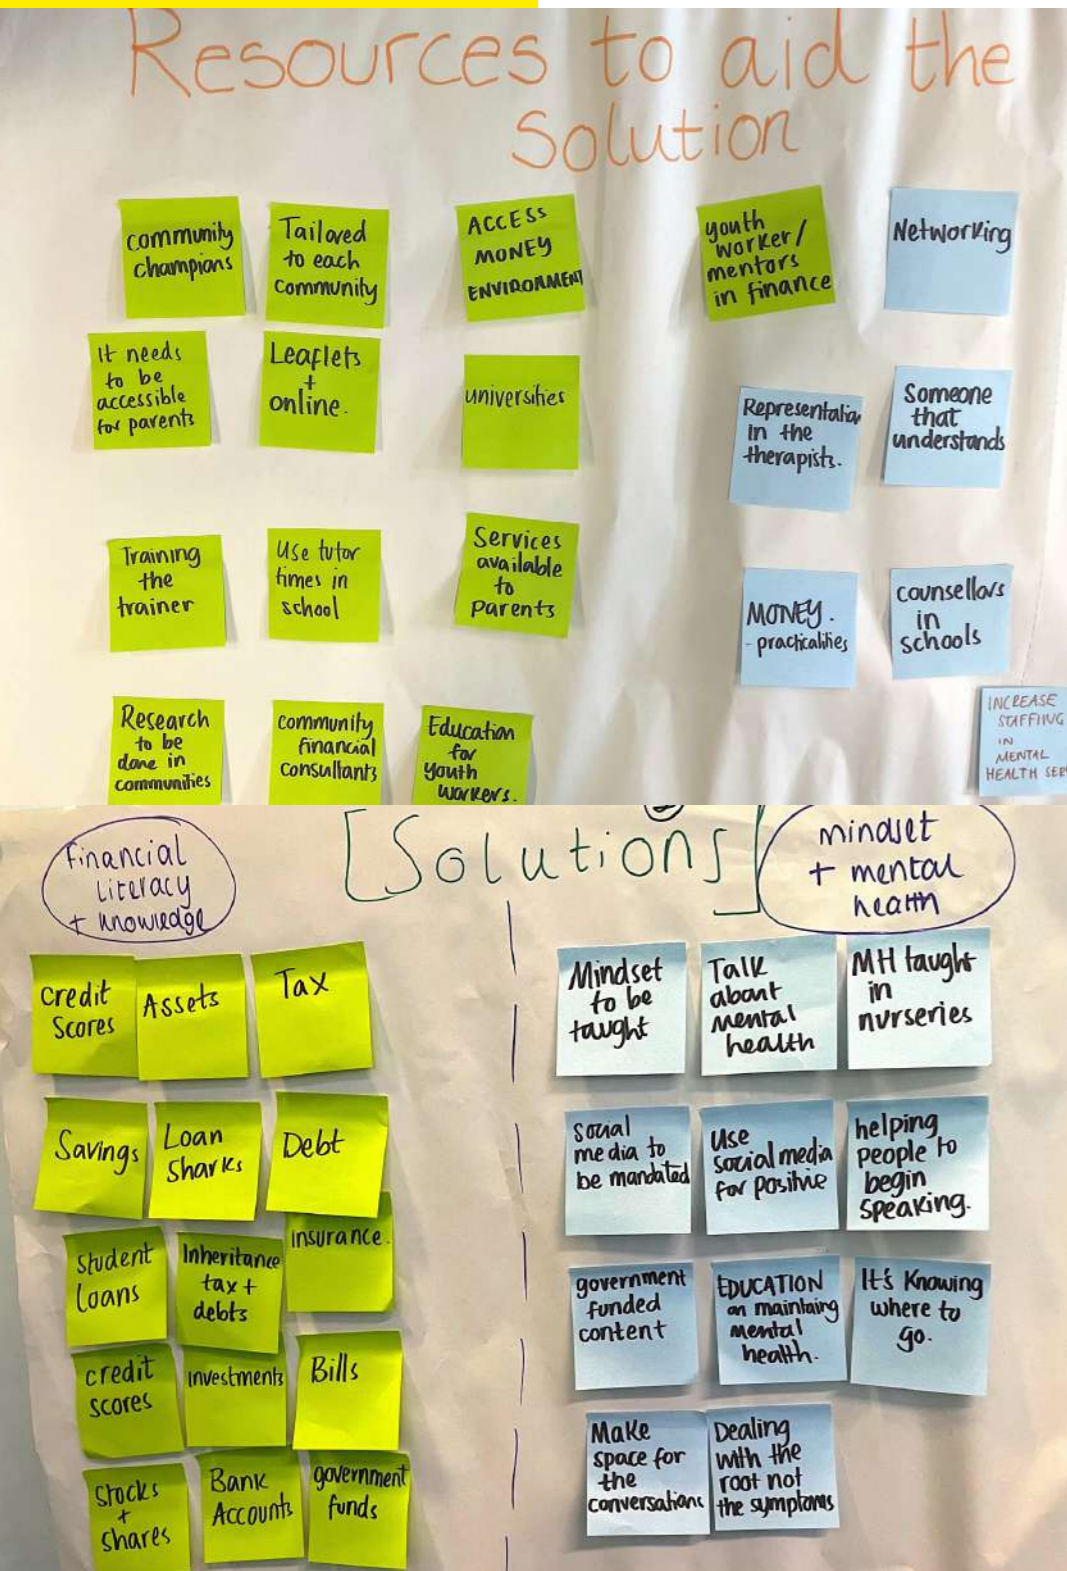 Resources to aid the
Solution
community
champions
Tailored
to each
community
ACCESS
MONEY
ENVIRONMENT
youth
worker/
mentors
in finance
Networking
It needs
to be
accessible
for parents
Leaflets
+
online.
universities
Representation
in the
therapists.
Someone
that
understands
Training
the
trainer
Use tutor
times in
school
Services
available
to
parents
MONEY.
- practicalities
counsellors
in
schools
Research
to be
done in
communities
community
financial
consultants
Education
for
youth
workers.
INCREASE
STAFFIING
IN
MENTAL
HEALTH SER
financial
literacy
+ knowledge
[Solutions]
mindset
+ mental
health
credit
scores
Assets
Tax
Mindset
to be
taught
Talk
about
mental
health
MH taught
in
nurseries
Savings
Loan
Sharks
Debt
social
media to
be mandated
Use
social media
for positive
helping
people to
begin
speaking.
student
Loans
Inheritance
tax +
debts
insurance.
government
funded
content
EDUCATION
on maintaing
mental
health.
It's knowing
where to
go.
credit
scores
investments
Bills
Make
space for
the
conversations
Dealing
with the
root not
the symptoms
stocks
+
shares
Bank
Accounts
government
funds